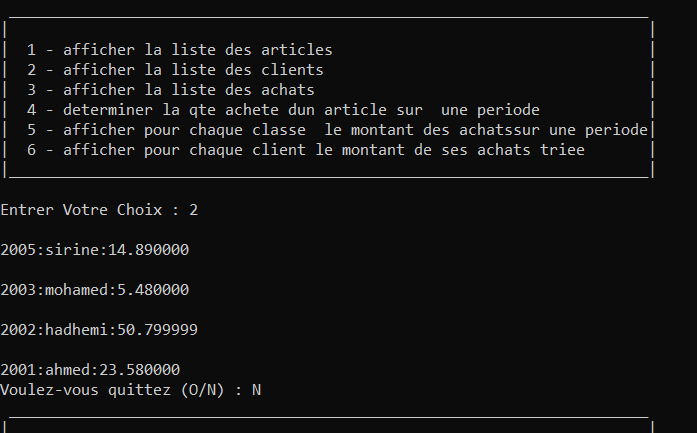 1 - afficher la liste des articles
2 - afficher la liste des clients
3 - afficher la liste des achats
4 - determiner la qte achete dun article sur  une periode
5 - afficher pour chaque classe  le montant des achatssur une periode
6 - afficher pour chaque client le montant de ses achats triee
Entrer Votre Choix : 2
2005:sirine:14.890000
2003:mohamed:5.480000
2002:hadhemi:50.799999
2001:ahmed:23.580000
Voulez-vous quittez (O/N) : N